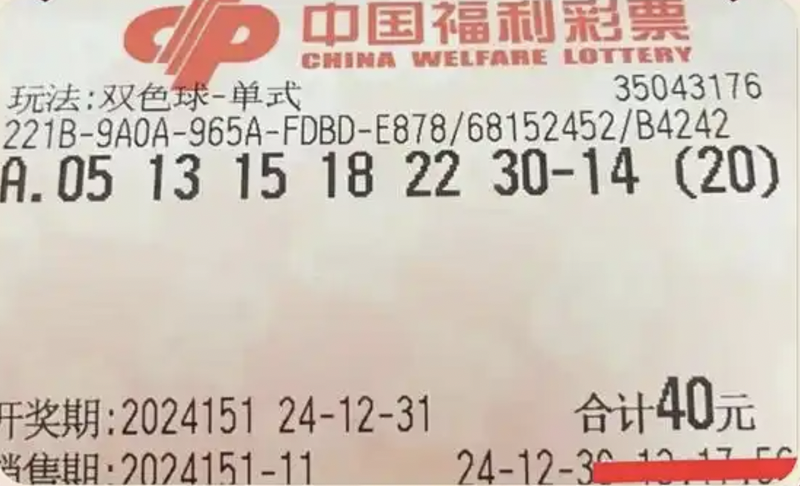 中国福利彩票
CHINA WELFARE LOTTERY
玩法:双色球-单式 35043176
221B-9A0A-965A-FDBD-E878/68152452/B4242
A.05 13 15 18 22 30-14 (20)
开奖期:2024151 24-12-31 合计40元
销售期:2024151-11 24-12-30